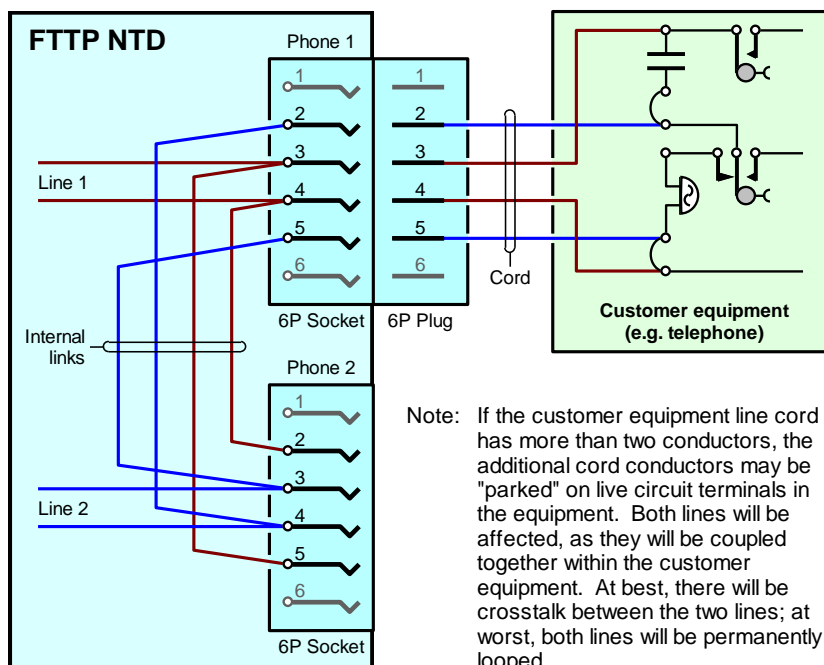 FTTP NTD
Phone 1
1
2
3
4
5
6
1
2
3
4
5
6
Line 1
6P Socket
6P Plug
Cord
Customer equipment
(e.g. telephone)
Internal
links
Phone 2
1
2
3
4
5
6
Line 2
6P Socket
Note: If the customer equipment line cord
has more than two conductors, the
additional cord conductors may be
"parked" on live circuit terminals in
the equipment. Both lines will be
affected, as they will be coupled
together within the customer
equipment. At best, there will be
crosstalk between the two lines; at
worst, both lines will be permanently
looped